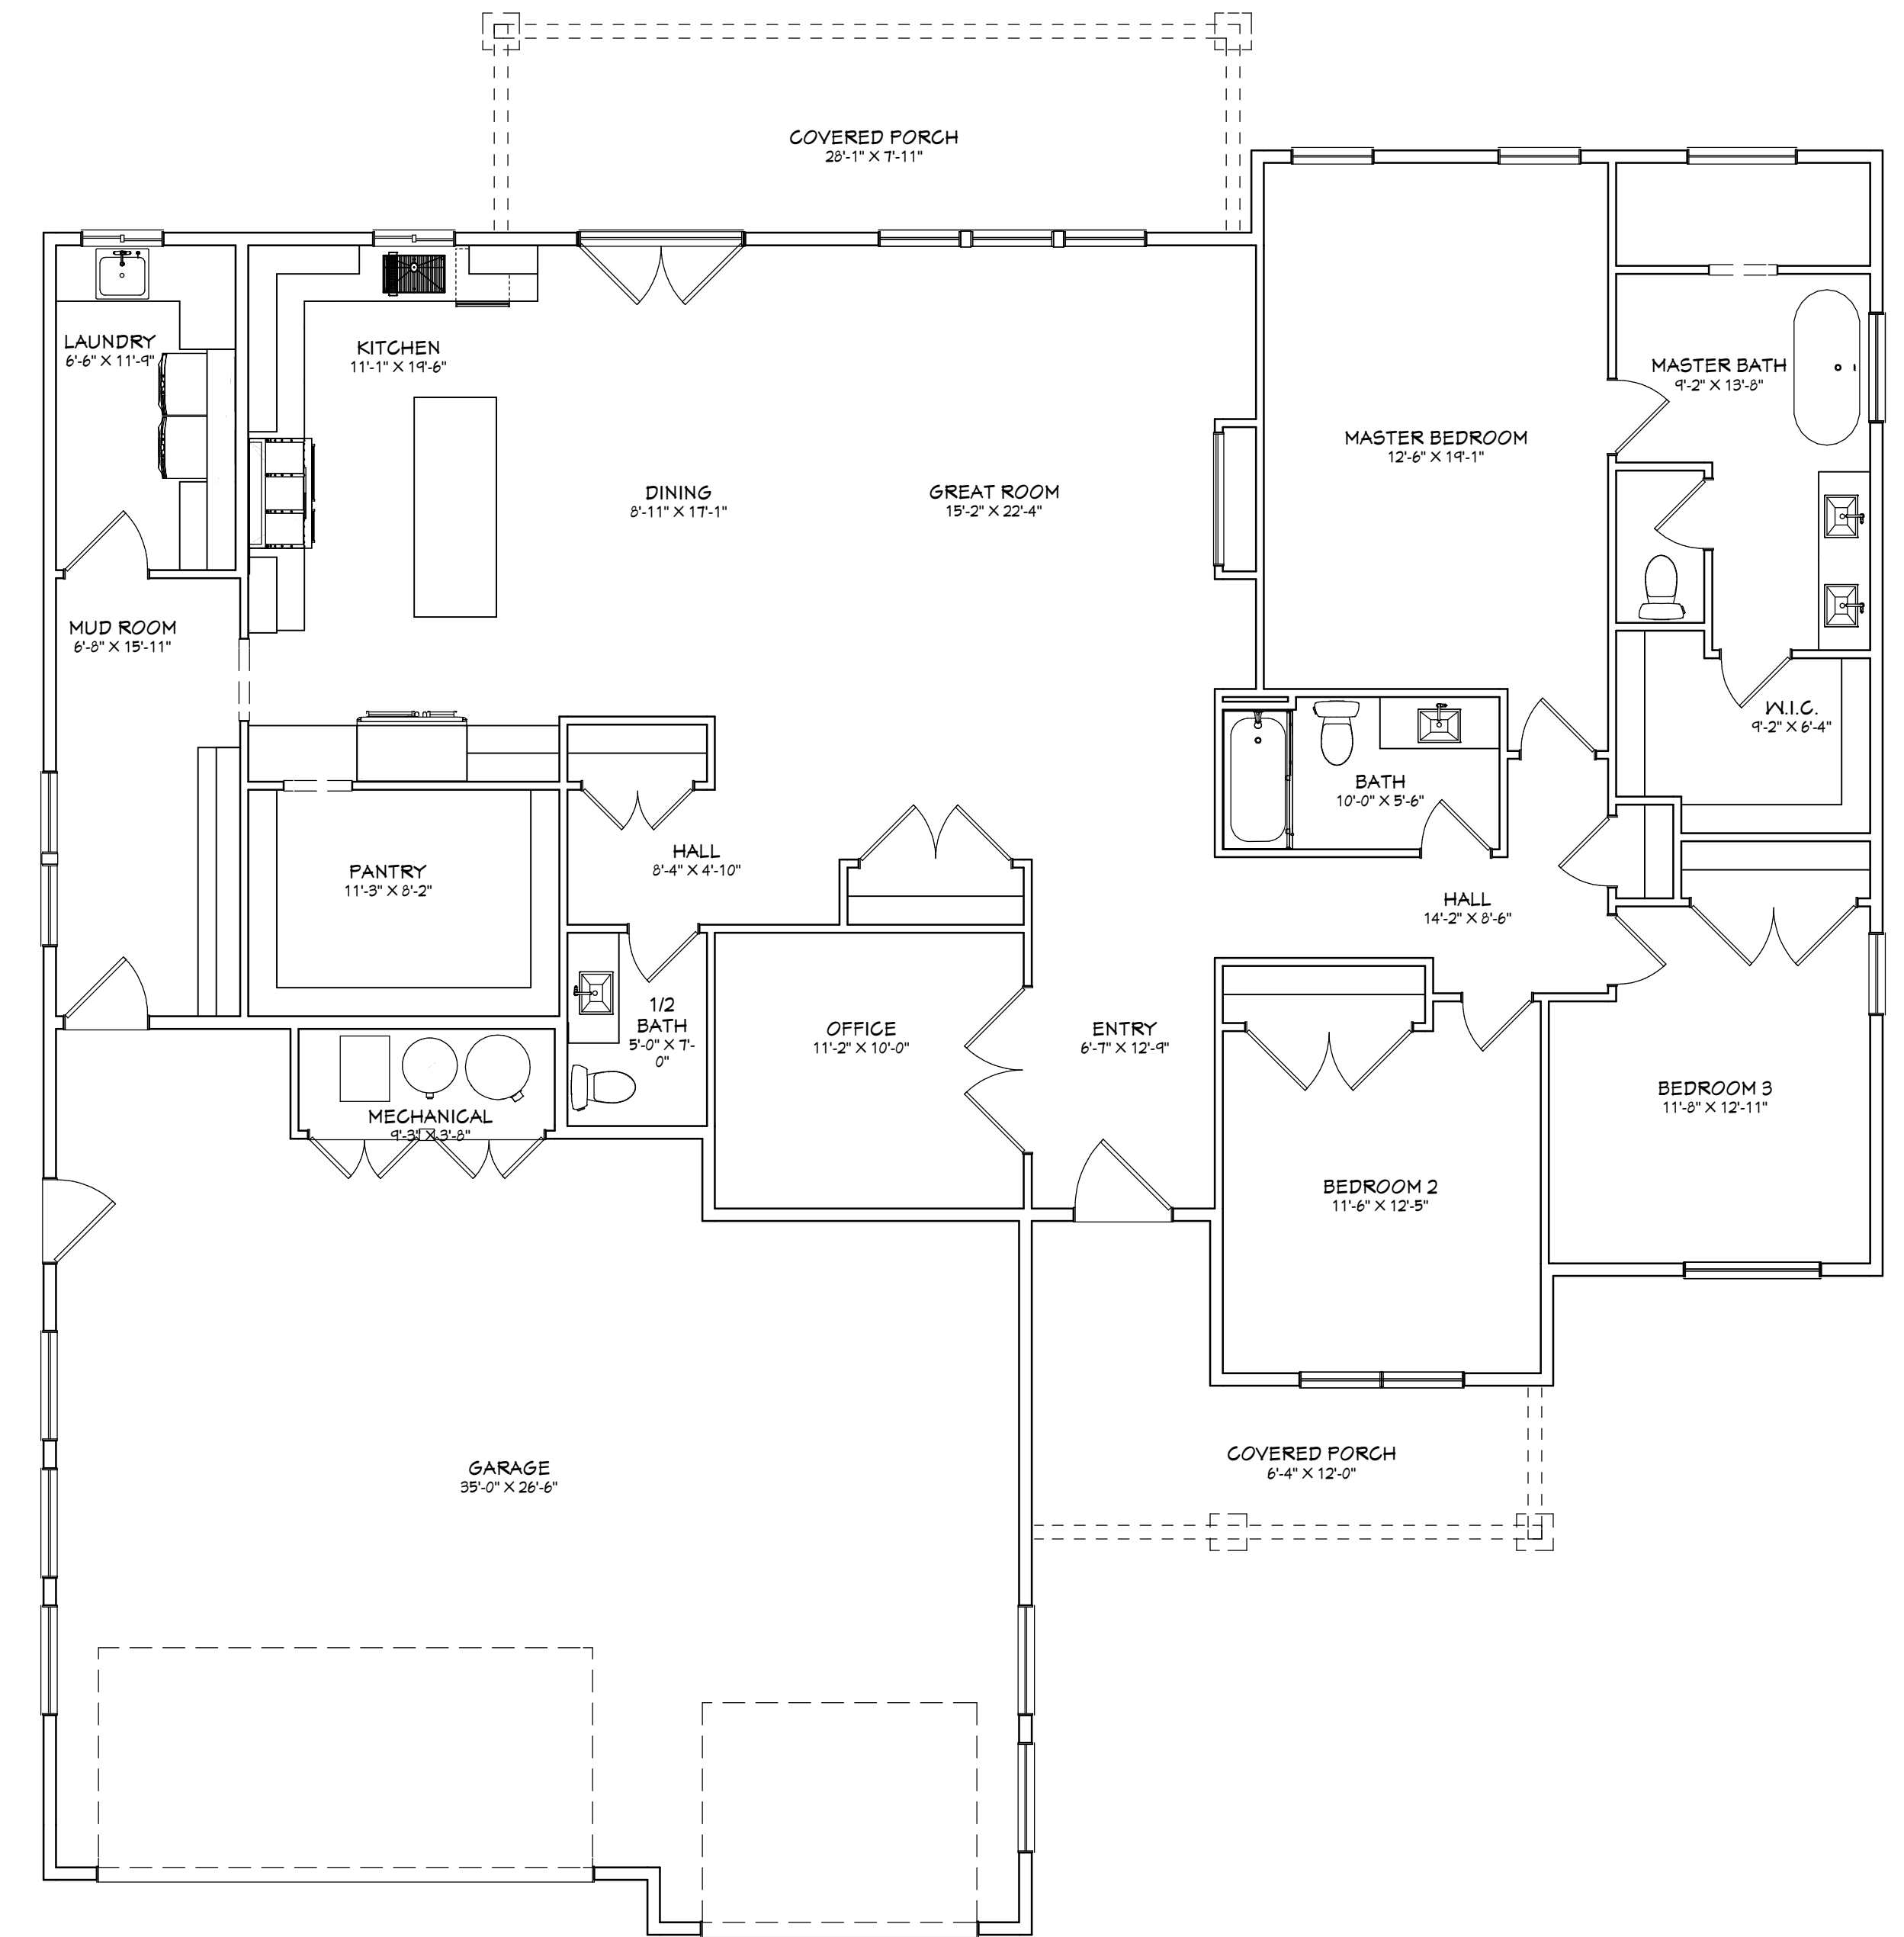 COVERED PORCH
28'-1" X 7'-11"
LAUNDRY
6'-6" X 11'-9"
KITCHEN
11'-1" X 19'-6"
MASTER BATH
9'-2" X 13'-8"
MASTER BEDROOM
12'-6" X 19'-1"
DINING
8'-11" X 17'-1"
GREAT ROOM
15'-2" X 22'-4"
MUD ROOM
6'-8" X 15'-11"
W.I.C.
9'-2" X 6'-4"
BATH
10'-0" X 5'-6"
HALL
8'-4" X 4'-10"
PANTRY
11'-3" X 8'-2"
HALL
14'-2" X 8'-6"
1/2
BATH
5'-0" X 7'-
0"
OFFICE
11'-2" X 10'-0"
ENTRY
6'-7" X 12'-9"
BEDROOM 3
11'-8" X 12'-11"
MECHANICAL
9'-3" X 3'-8"
BEDROOM 2
11'-6" X 12'-5"
COVERED PORCH
6'-4" X 12'-0"
GARAGE
35'-0" X 26'-6"